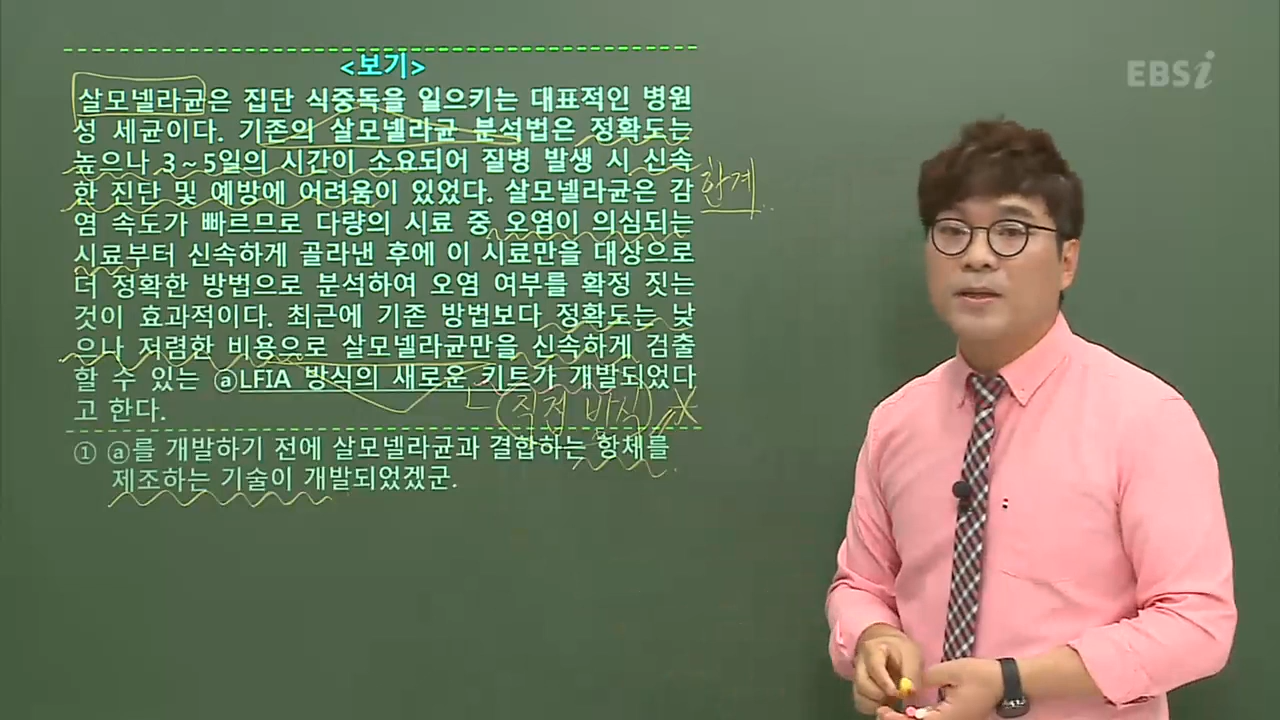 EBSi
<보기>
살모넬라균은 집단 식중독을 일으키는 대표적인 병원
성 세균이다. 기존의 살모넬라균 분석법은 정확도는
높으나 3~5일의 시간이 소요되어 질병 발생 시 신속
한 진단 및 예방에 어려움이 있었다. 살모넬라균은 감
한계
염 속도가 빠르므로 다량의 시료 중 오염이 의심되는
시료부터 신속하게 골라낸 후에 이 시료만을 대상으로
더 정확한 방법으로 분석하여 오염 여부를 확정 짓는
것이 효과적이다. 최근에 기존 방법보다 정확도는 낮
으나 저렴한 비용으로 살모넬라균만을 신속하게 검출
할 수 있는 ⓐLFIA 방식의 새로운 키트가 개발되었다
고 한다.
(직접 방식)
① ⓐ를 개발하기 전에 살모넬라균과 결합하는 항체를
제조하는 기술이 개발되었겠군.